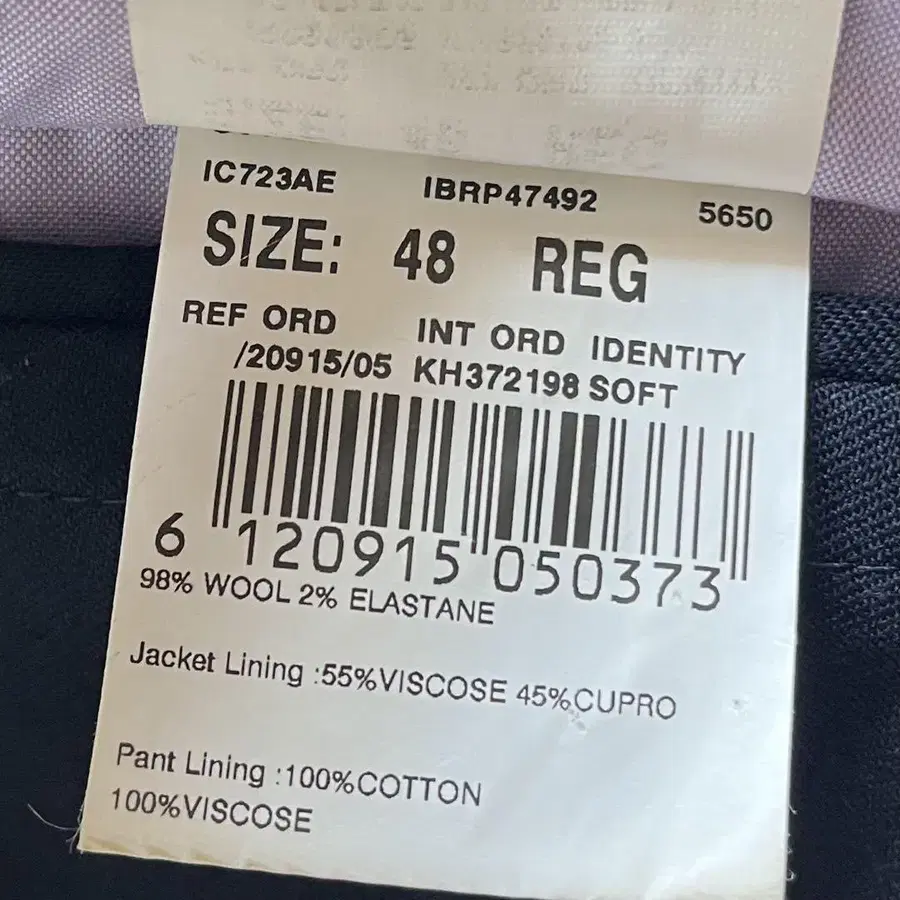 IC723AE IBRP47492 5650
SIZE: 48 REG
REF ORD INT ORD IDENTITY
/20915/05 KH372198 SOFT
6 120915 050373
98% WOOL 2% ELASTANE
Jacket Lining :55%VISCOSE 45%CUPRO
Pant Lining :100%COTTON
100%VISCOSE